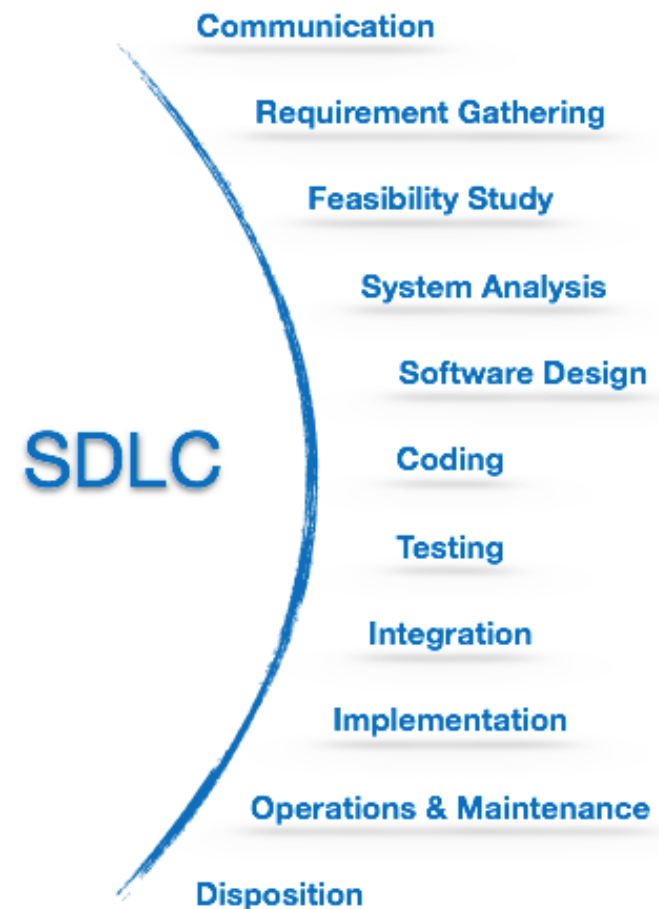 Communication
Requirement Gathering
Feasibility Study
System Analysis
Software Design
SDLC
Coding
Testing
Integration
Implementation
Operations & Maintenance
Disposition